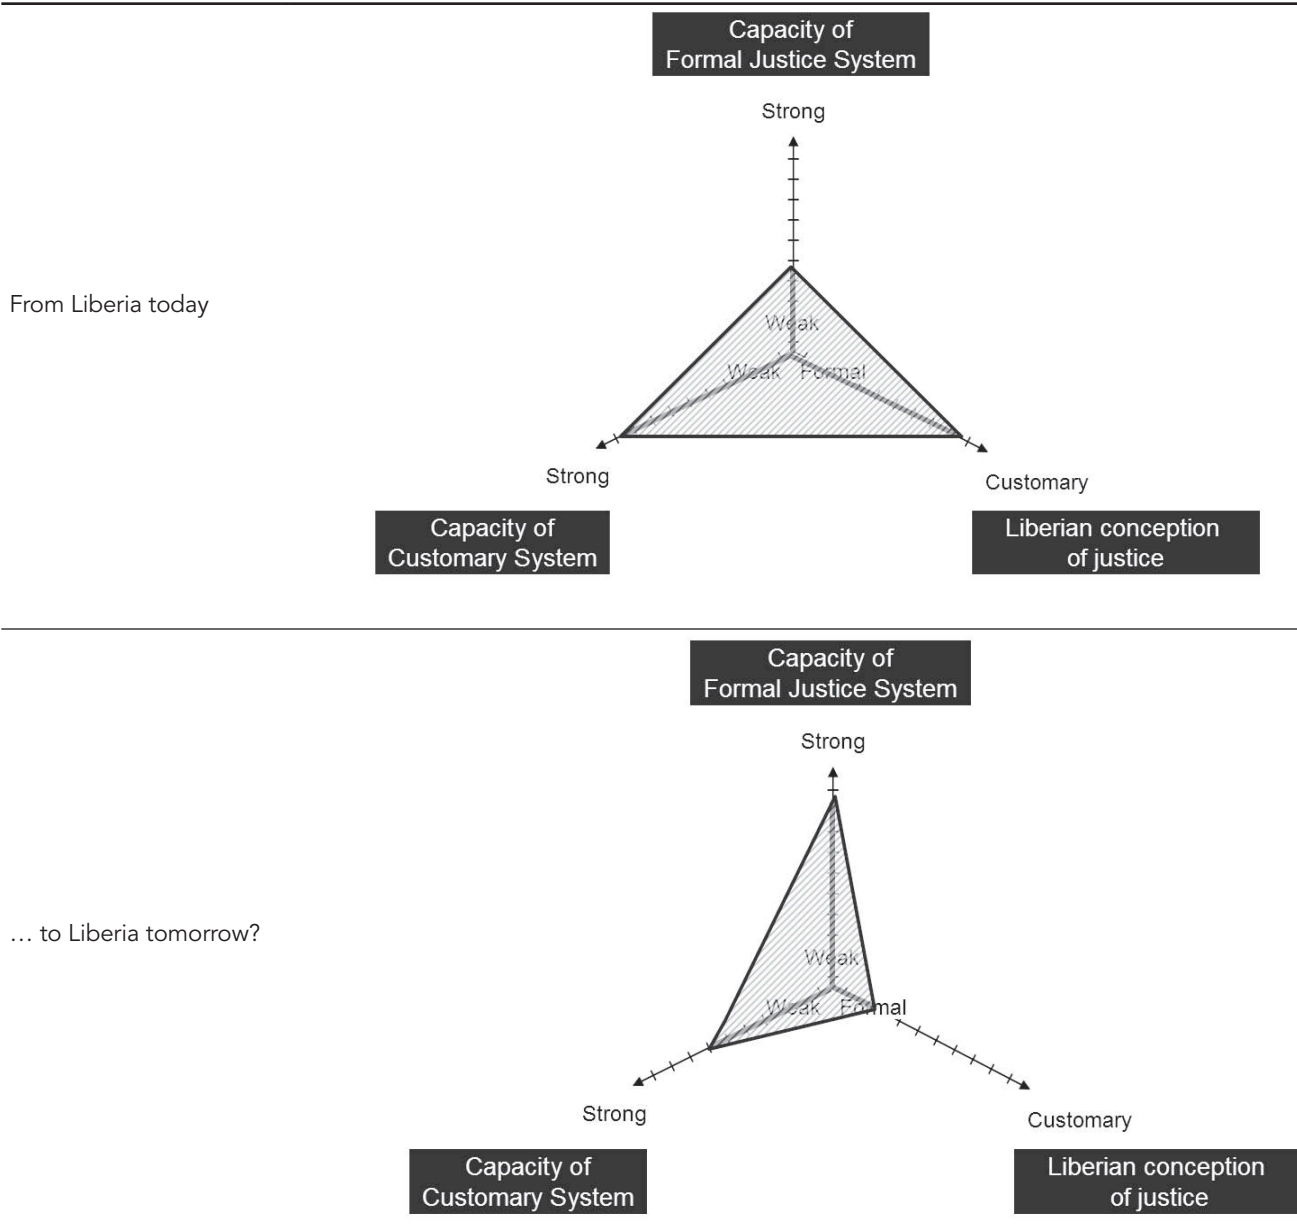 Capacity of
Formal Justice System
Strong
From Liberia today
Weak
Weak Formal
Strong
Customary
Capacity of
Customary System
Liberian conception
of justice
Capacity of
Formal Justice System
Strong
… to Liberia tomorrow?
Weak
Weak Formal
Strong
Customary
Capacity of
Customary System
Liberian conception
of justice